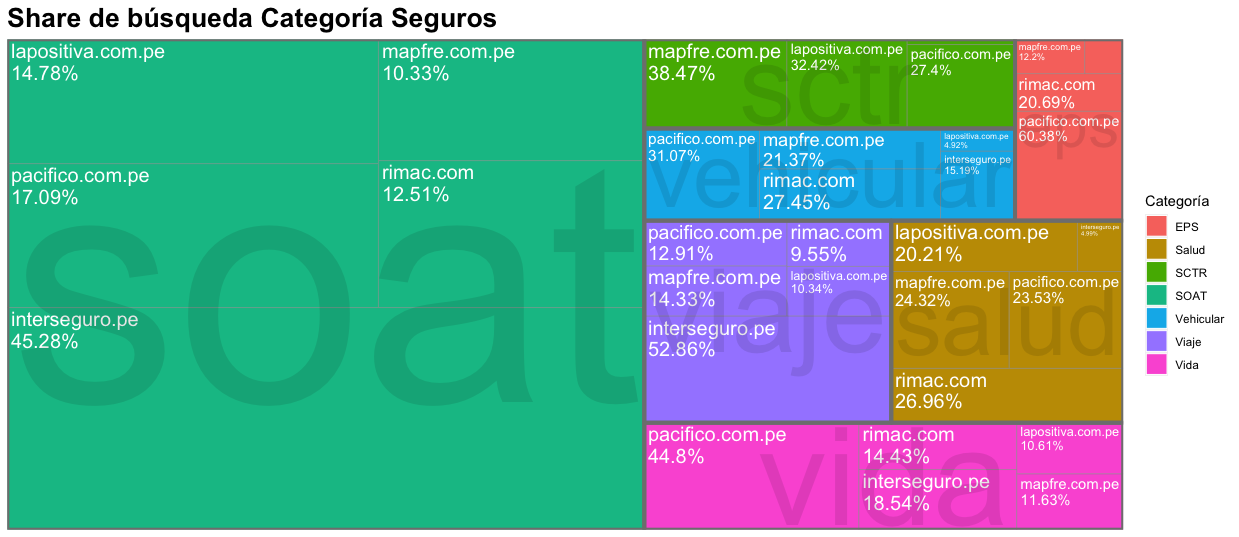 Share de búsqueda Categoría Seguros
lapositiva.com.pe
14.78%
mapfre.com.pe
10.33%
pacifico.com.pe
17.09%
rimac.com
12.51%
interseguro.pe
45.28%
soat
mapfre.com.pe
38.47%
lapositiva.com.pe
32.42%
pacifico.com.pe
27.4%
sctr
mapfre.com.pe
12.2%
rimac.com
20.69%
pacifico.com.pe
60.38%
eps
pacifico.com.pe
31.07%
mapfre.com.pe
21.37%
rimac.com
27.45%
lapositiva.com.pe
4.92%
interseguro.pe
15.19%
vehicular
pacifico.com.pe
12.91%
rimac.com
9.55%
mapfre.com.pe
14.33%
lapositiva.com.pe
10.34%
interseguro.pe
52.86%
viaje
lapositiva.com.pe
20.21%
interseguro.pe
4.99%
mapfre.com.pe
24.32%
pacifico.com.pe
23.53%
rimac.com
26.96%
salud
pacifico.com.pe
44.8%
rimac.com
14.43%
interseguro.pe
18.54%
lapositiva.com.pe
10.61%
mapfre.com.pe
11.63%
vida
Categoría
EPS
Salud
SCTR
SOAT
Vehicular
Viaje
Vida